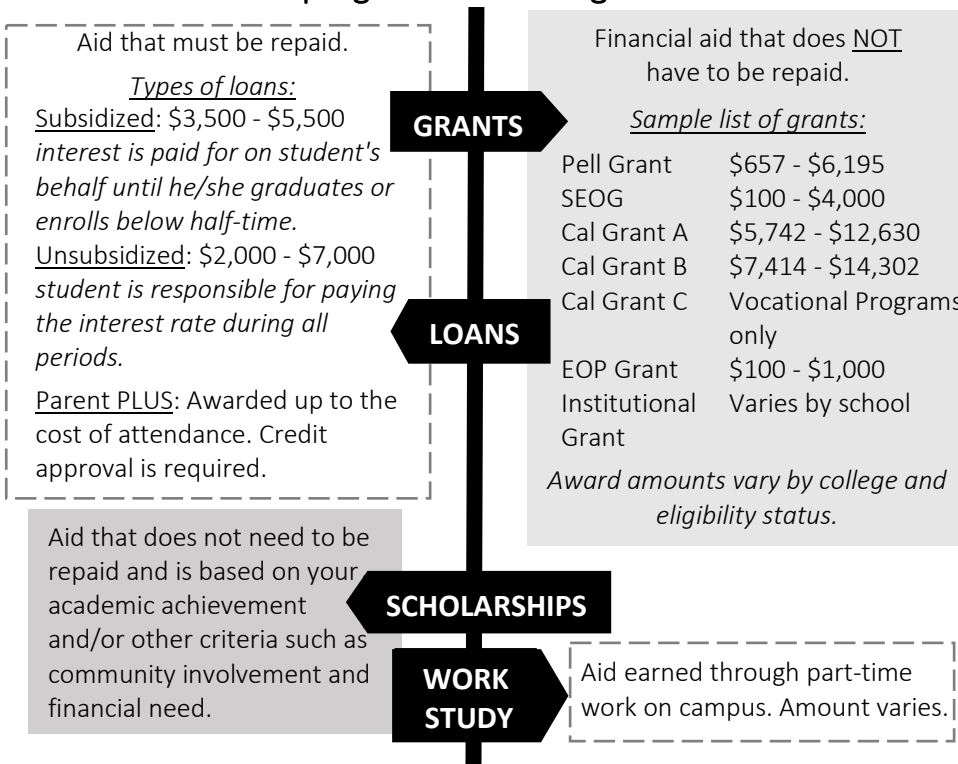 GRANTS
Financial aid that does NOT
have to be repaid.
Sample list of grants:
Pell Grant $657 - $6,195
SEOG $100 - $4,000
Cal Grant A $5,742 - $12,630
Cal Grant B $7,414 - $14,302
Cal Grant C Vocational Programs
only
EOP Grant $100 - $1,000
Institutional Varies by school
Grant
Award amounts vary by college and
eligibility status.
LOANS
Aid that must be repaid.
Types of loans:
Subsidized: $3,500 - $5,500
interest is paid for on student's
behalf until he/she graduates or
enrolls below half-time.
Unsubsidized: $2,000 - $7,000
student is responsible for paying
the interest rate during all
periods.
Parent PLUS: Awarded up to the
cost of attendance. Credit
approval is required.
SCHOLARSHIPS
Aid that does not need to be
repaid and is based on your
academic achievement
and/or other criteria such as
community involvement and
financial need.
WORK
STUDY
Aid earned through part-time
work on campus. Amount varies.